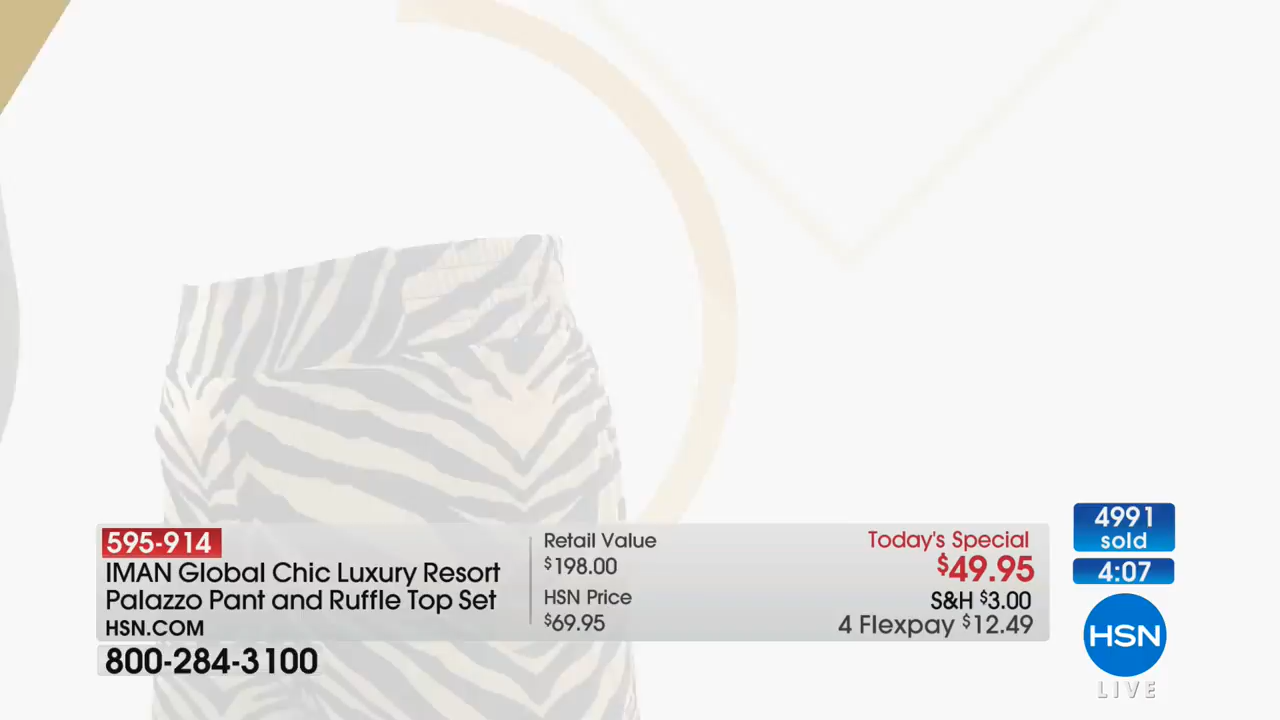 595-914
IMAN Global Chic Luxury Resort
Palazzo Pant and Ruffle Top Set
HSN.COM
800-284-3100
Retail Value
$198.00
HSN Price
$69.95
Today's Special
$49.95
S&H $3.00
4 Flexpay $12.49
4991
sold
4:07
HSN
LIVE